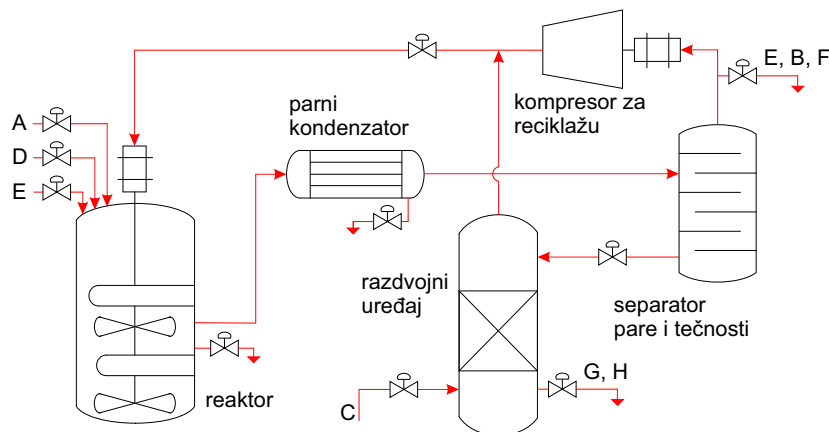 E, B, F
kompresor za
reciklažu
parni
kondenzator
A
D
E
razdvojni
uređaj
separator
pare i tečnosti
reaktor
C
G, H